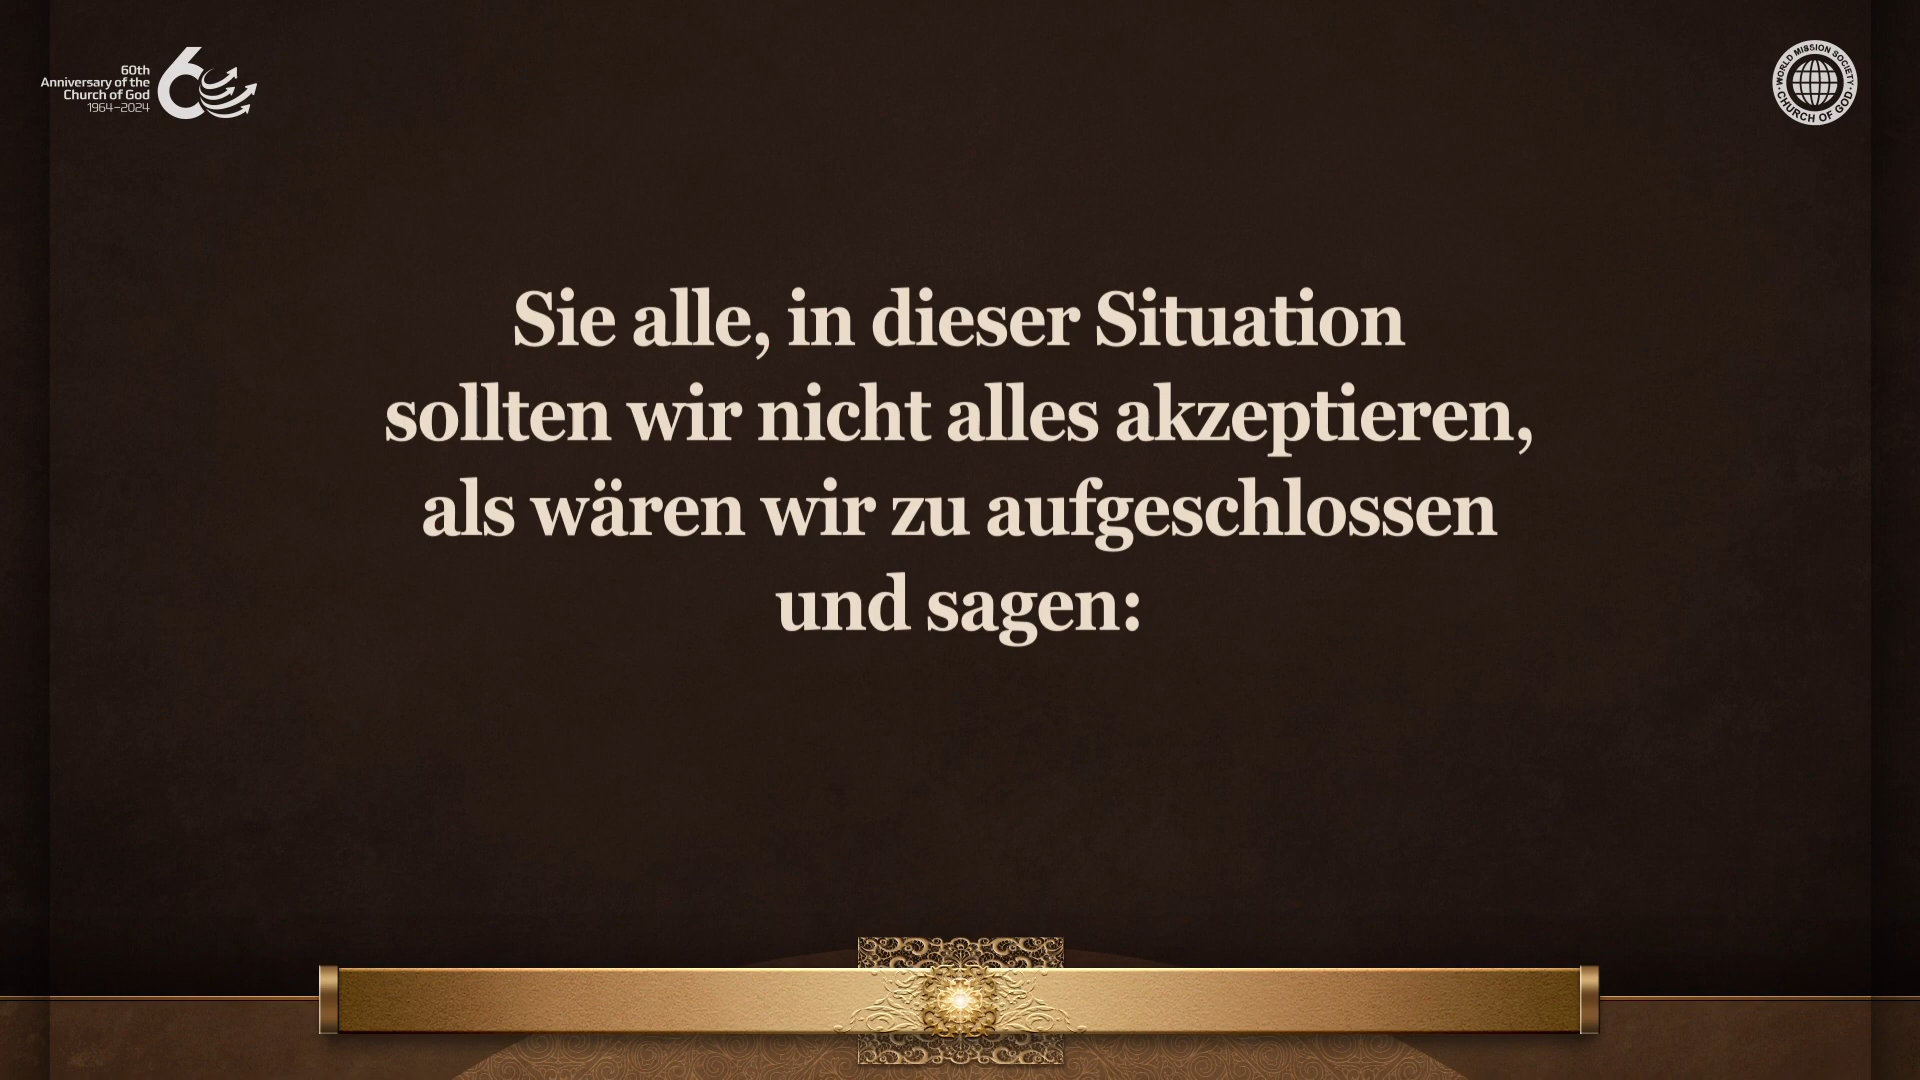 60th
Anniversary of the
Church of God
1964–2024
60
WORLD MISSION SOCIETY
CHURCH OF GOD
Sie alle, in dieser Situation
sollten wir nicht alles akzeptieren,
als wären wir zu aufgeschlossen
und sagen: